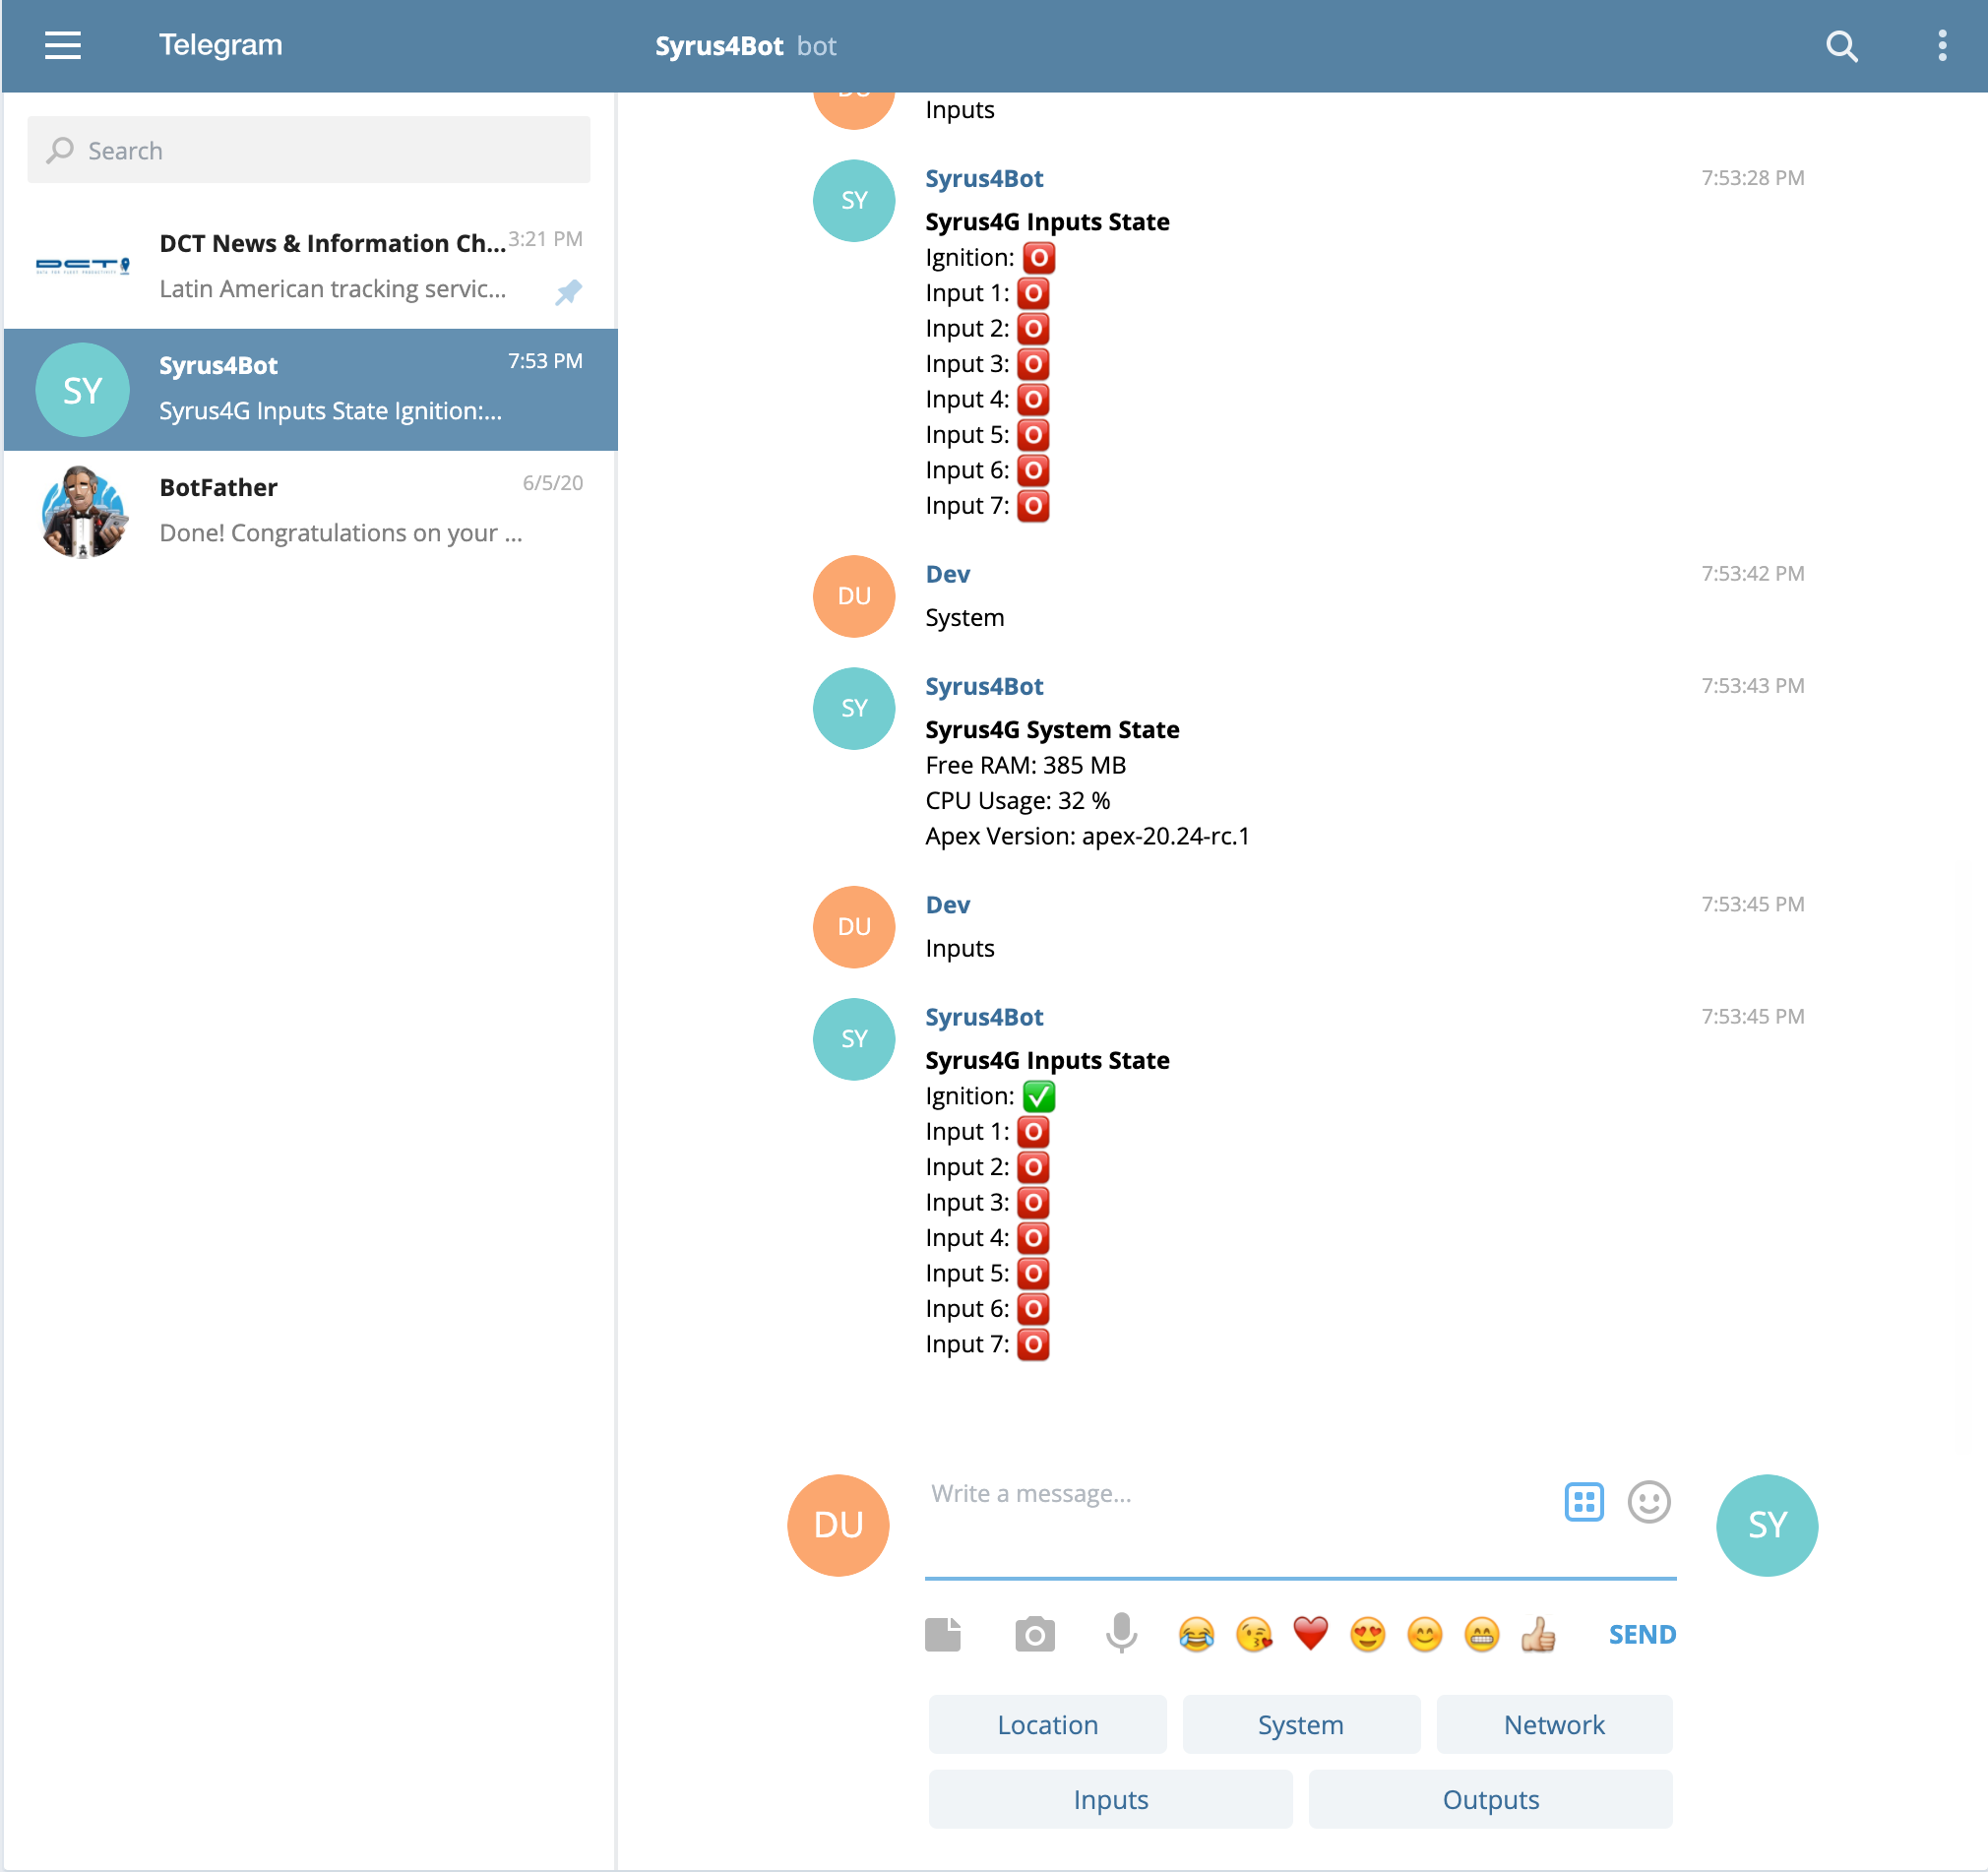 Telegram
Syrus4Bot bot
Search
DCT News & Information Ch... 3:21 PM
Latin American tracking servic...
DCT
SY
Syrus4Bot 7:53 PM
Syrus4G Inputs State Ignition:...
BotFather 6/5/20
Done! Congratulations on your ...
DU
Inputs
SY
Syrus4Bot 7:53:28 PM
Syrus4G Inputs State
Ignition: 🅾️
Input 1: 🅾️
Input 2: 🅾️
Input 3: 🅾️
Input 4: 🅾️
Input 5: 🅾️
Input 6: 🅾️
Input 7: 🅾️
DU
Dev 7:53:42 PM
System
SY
Syrus4Bot 7:53:43 PM
Syrus4G System State
Free RAM: 385 MB
CPU Usage: 32 %
Apex Version: apex-20.24-rc.1
DU
Dev 7:53:45 PM
Inputs
SY
Syrus4Bot 7:53:45 PM
Syrus4G Inputs State
Ignition: ✅
Input 1: 🅾️
Input 2: 🅾️
Input 3: 🅾️
Input 4: 🅾️
Input 5: 🅾️
Input 6: 🅾️
Input 7: 🅾️
DU
Write a message...
SY
SEND
Location System Network
Inputs Outputs